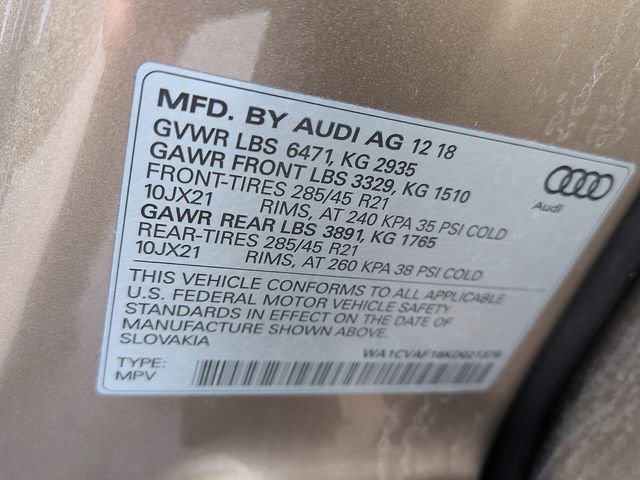 MFD. BY AUDI AG 12 18
GVWR LBS 6471, KG 2935
GAWR FRONT LBS 3329, KG 1510
FRONT-TIRES 285/45 R21
10JX21 RIMS, AT 240 KPA 35 PSI COLD
GAWR REAR LBS 3891, KG 1765
REAR-TIRES 285/45 R21
10JX21 RIMS, AT 260 KPA 38 PSI COLD
Audi
THIS VEHICLE CONFORMS TO ALL APPLICABLE
U.S. FEDERAL MOTOR VEHICLE SAFETY
STANDARDS IN EFFECT ON THE DATE OF
MANUFACTURE SHOWN ABOVE.
SLOVAKIA
WA1CVAF18KD021379
TYPE:
MPV